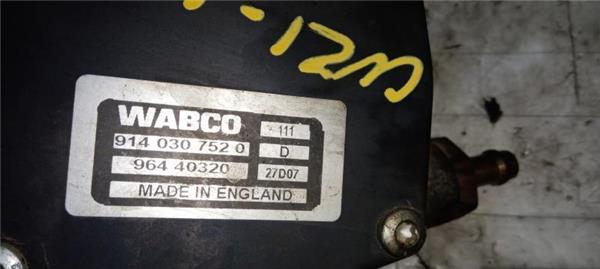 WABCO 111
914 030 752 0 D
964 40320 27D07
MADE IN ENGLAND